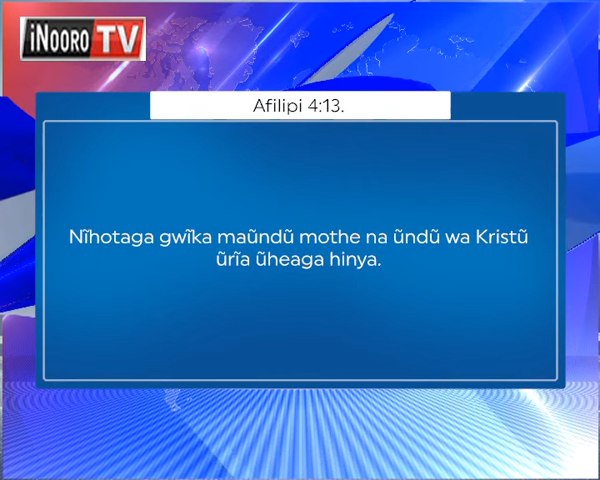 iNOORO TV
Afilipi 4:13.
Nĩhotaga gwĩka maũndũ mothe na ũndũ wa Kristũ
ũrĩa ũheaga hinya.